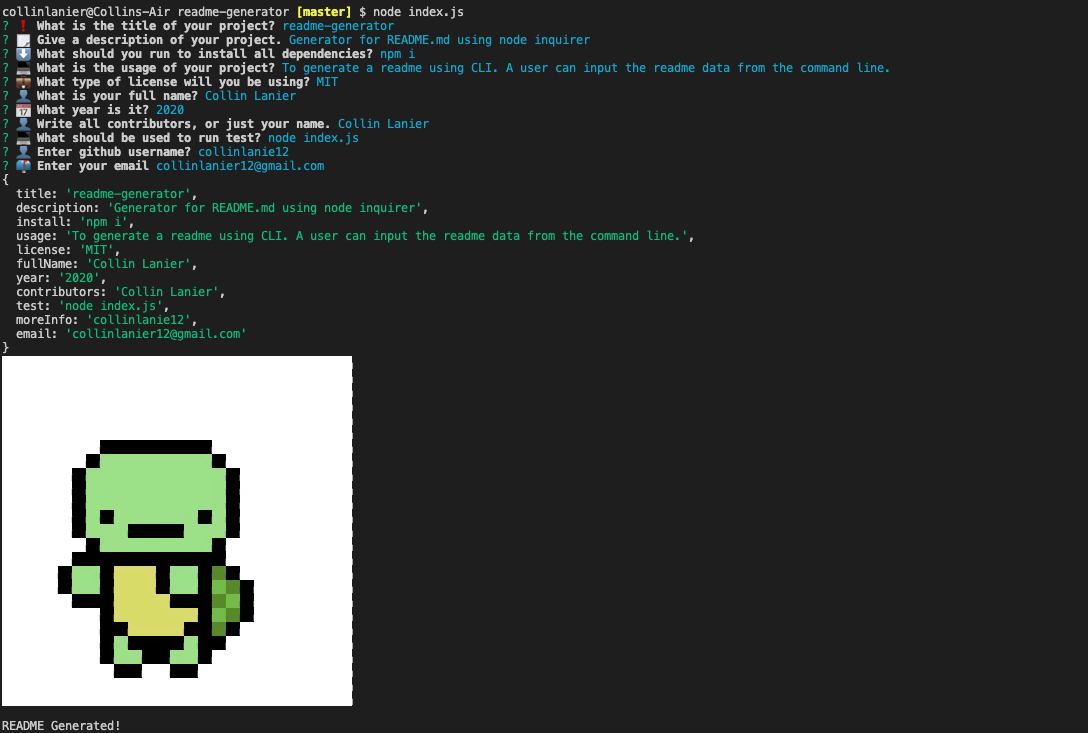 collinlanier@Collins-Air readme-generator [master] $ node index.js
? ❗ What is the title of your project? readme-generator
? 📃 Give a description of your project. Generator for README.md using node inquirer
? ⬇️ What should you run to install all dependencies? npm i
? 💻 What is the usage of your project? To generate a readme using CLI. A user can input the readme data from the command line.
? 💼 What type of license will you be using? MIT
? 👤 What is your full name? Collin Lanier
? 📅 What year is it? 2020
? 👤 Write all contributors, or just your name. Collin Lanier
? 💻 What should be used to run test? node index.js
? 👤 Enter github username? collinlanie12
? 📫 Enter your email collinlanier12@gmail.com
{
  title: 'readme-generator',
  description: 'Generator for README.md using node inquirer',
  install: 'npm i',
  usage: 'To generate a readme using CLI. A user can input the readme data from the command line.',
  license: 'MIT',
  fullName: 'Collin Lanier',
  year: '2020',
  contributors: 'Collin Lanier',
  test: 'node index.js',
  moreInfo: 'collinlanie12',
  email: 'collinlanier12@gmail.com'
}
README Generated!